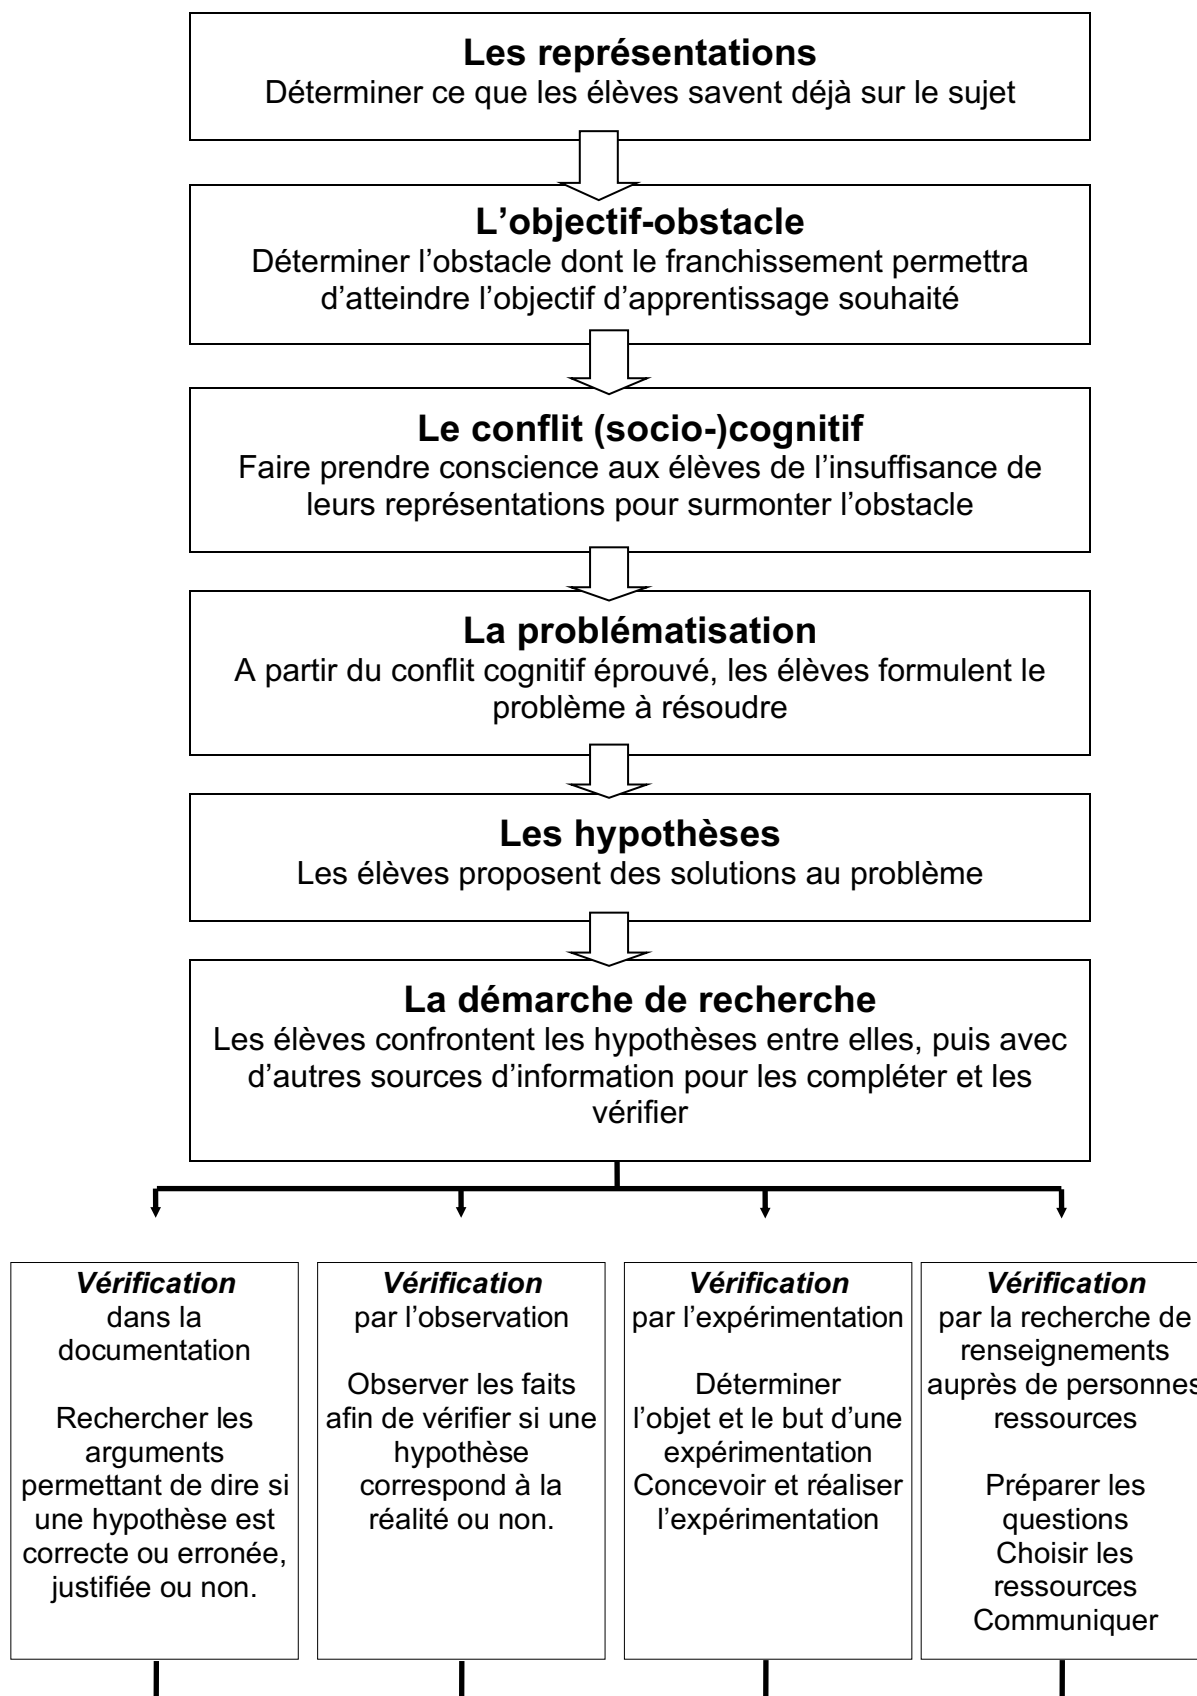 Les représentations
Déterminer ce que les élèves savent déjà sur le sujet
L’objectif-obstacle
Déterminer l’obstacle dont le franchissement permettra
d’atteindre l’objectif d’apprentissage souhaité
Le conflit (socio-)cognitif
Faire prendre conscience aux élèves de l’insuffisance de
leurs représentations pour surmonter l’obstacle
La problématisation
A partir du conflit cognitif éprouvé, les élèves formulent le
problème à résoudre
Les hypothèses
Les élèves proposent des solutions au problème
La démarche de recherche
Les élèves confrontent les hypothèses entre elles, puis avec
d’autres sources d’information pour les compléter et les
vérifier
Vérification
dans la
documentation
Rechercher les
arguments
permettant de dire si
une hypothèse est
correcte ou erronée,
justifiée ou non.
Vérification
par l’observation
Observer les faits
afin de vérifier si une
hypothèse
correspond à la
réalité ou non.
Vérification
par l’expérimentation
Déterminer
l’objet et le but d’une
expérimentation
Concevoir et réaliser
l’expérimentation
Vérification
par la recherche de
renseignements
auprès de personnes
ressources
Préparer les
questions
Choisir les
ressources
Communiquer